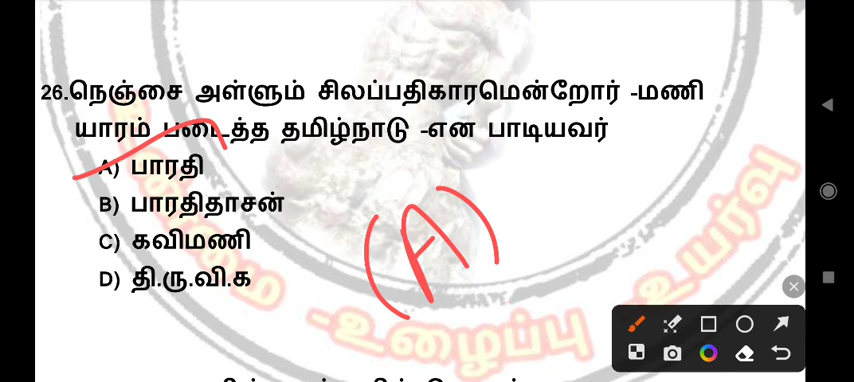 26.நெஞ்சை அள்ளும் சிலப்பதிகாரமென்றோர் -மணி
யாரம் படைத்த தமிழ்நாடு -என பாடியவர்
A) பாரதி
B) பாரதிதாசன்
C) கவிமணி
D) தி.ரு.வி.க
(A)
-உழைப்பு -உயர்வு